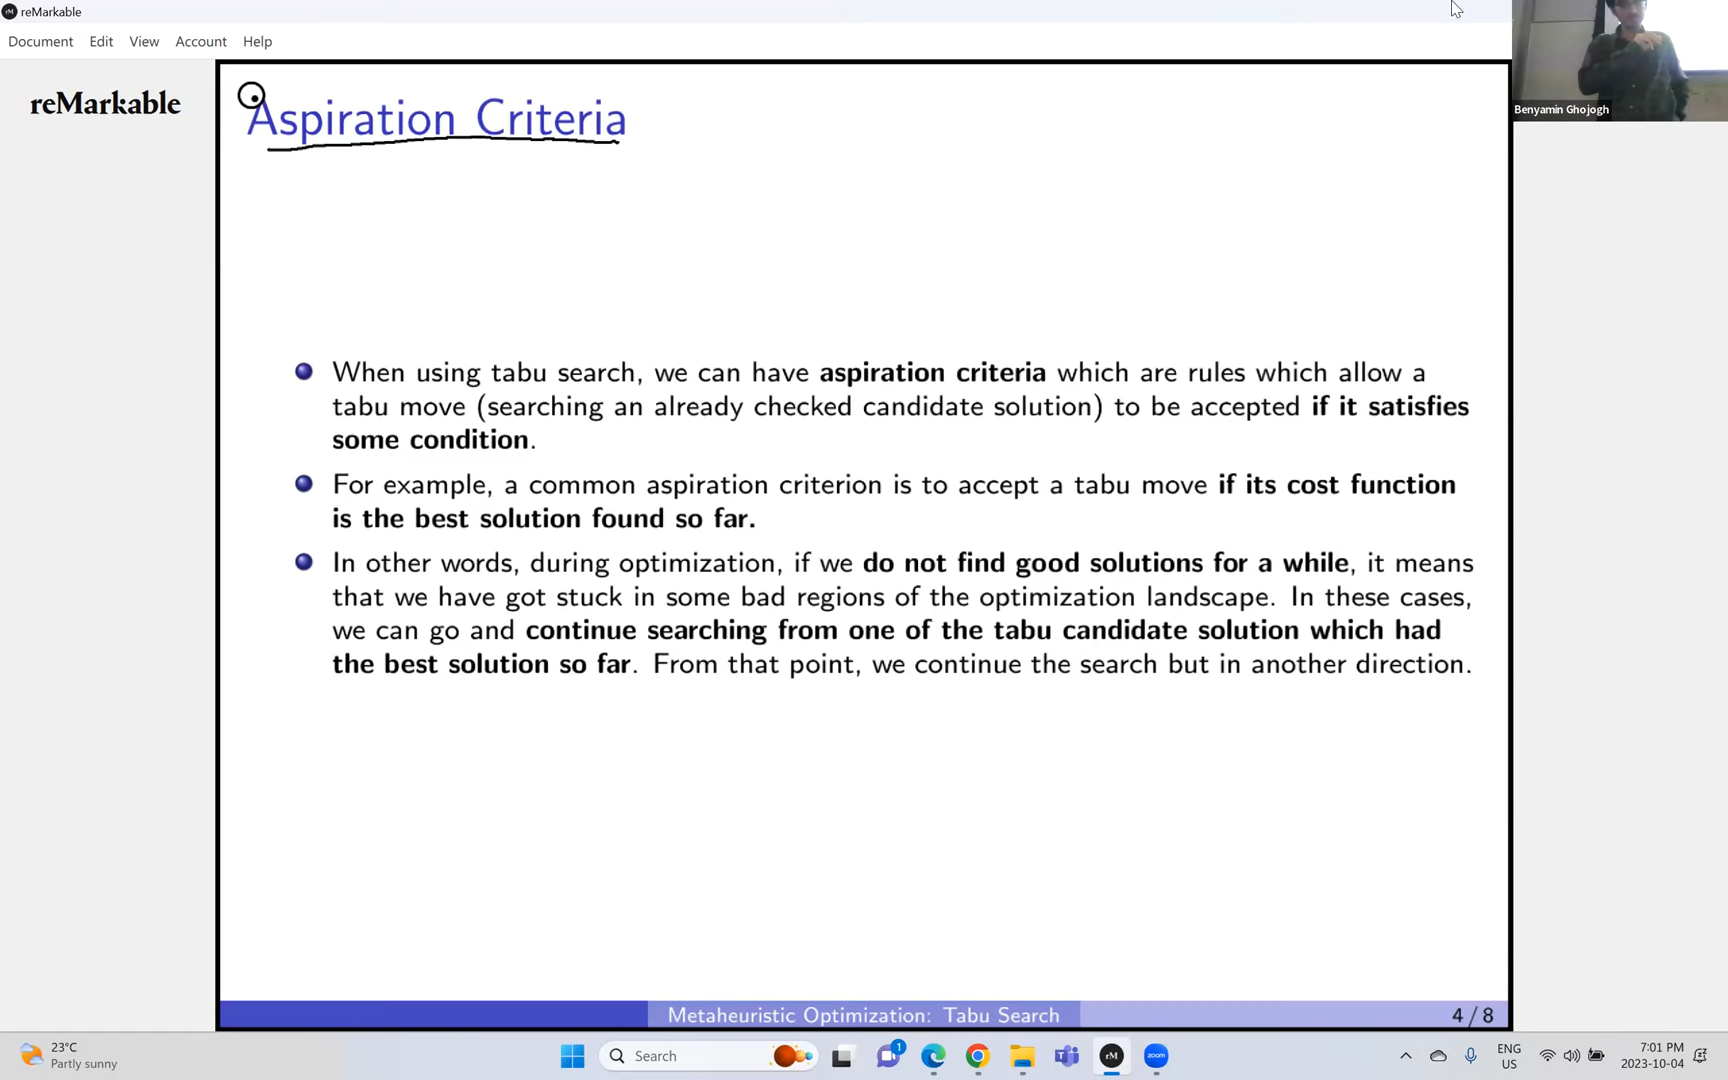 reMarkable
Document Edit View Account Help
reMarkable
Benyamin Ghojogh
Aspiration Criteria
When using tabu search, we can have aspiration criteria which are rules which allow a
tabu move (searching an already checked candidate solution) to be accepted if it satisfies
some condition.
For example, a common aspiration criterion is to accept a tabu move if its cost function
is the best solution found so far.
In other words, during optimization, if we do not find good solutions for a while, it means
that we have got stuck in some bad regions of the optimization landscape. In these cases,
we can go and continue searching from one of the tabu candidate solution which had
the best solution so far. From that point, we continue the search but in another direction.
Metaheuristic Optimization: Tabu Search 4 / 8
23°C
Partly sunny
Search
1
rM
zoom
ENG
US
7:01 PM
2023-10-04